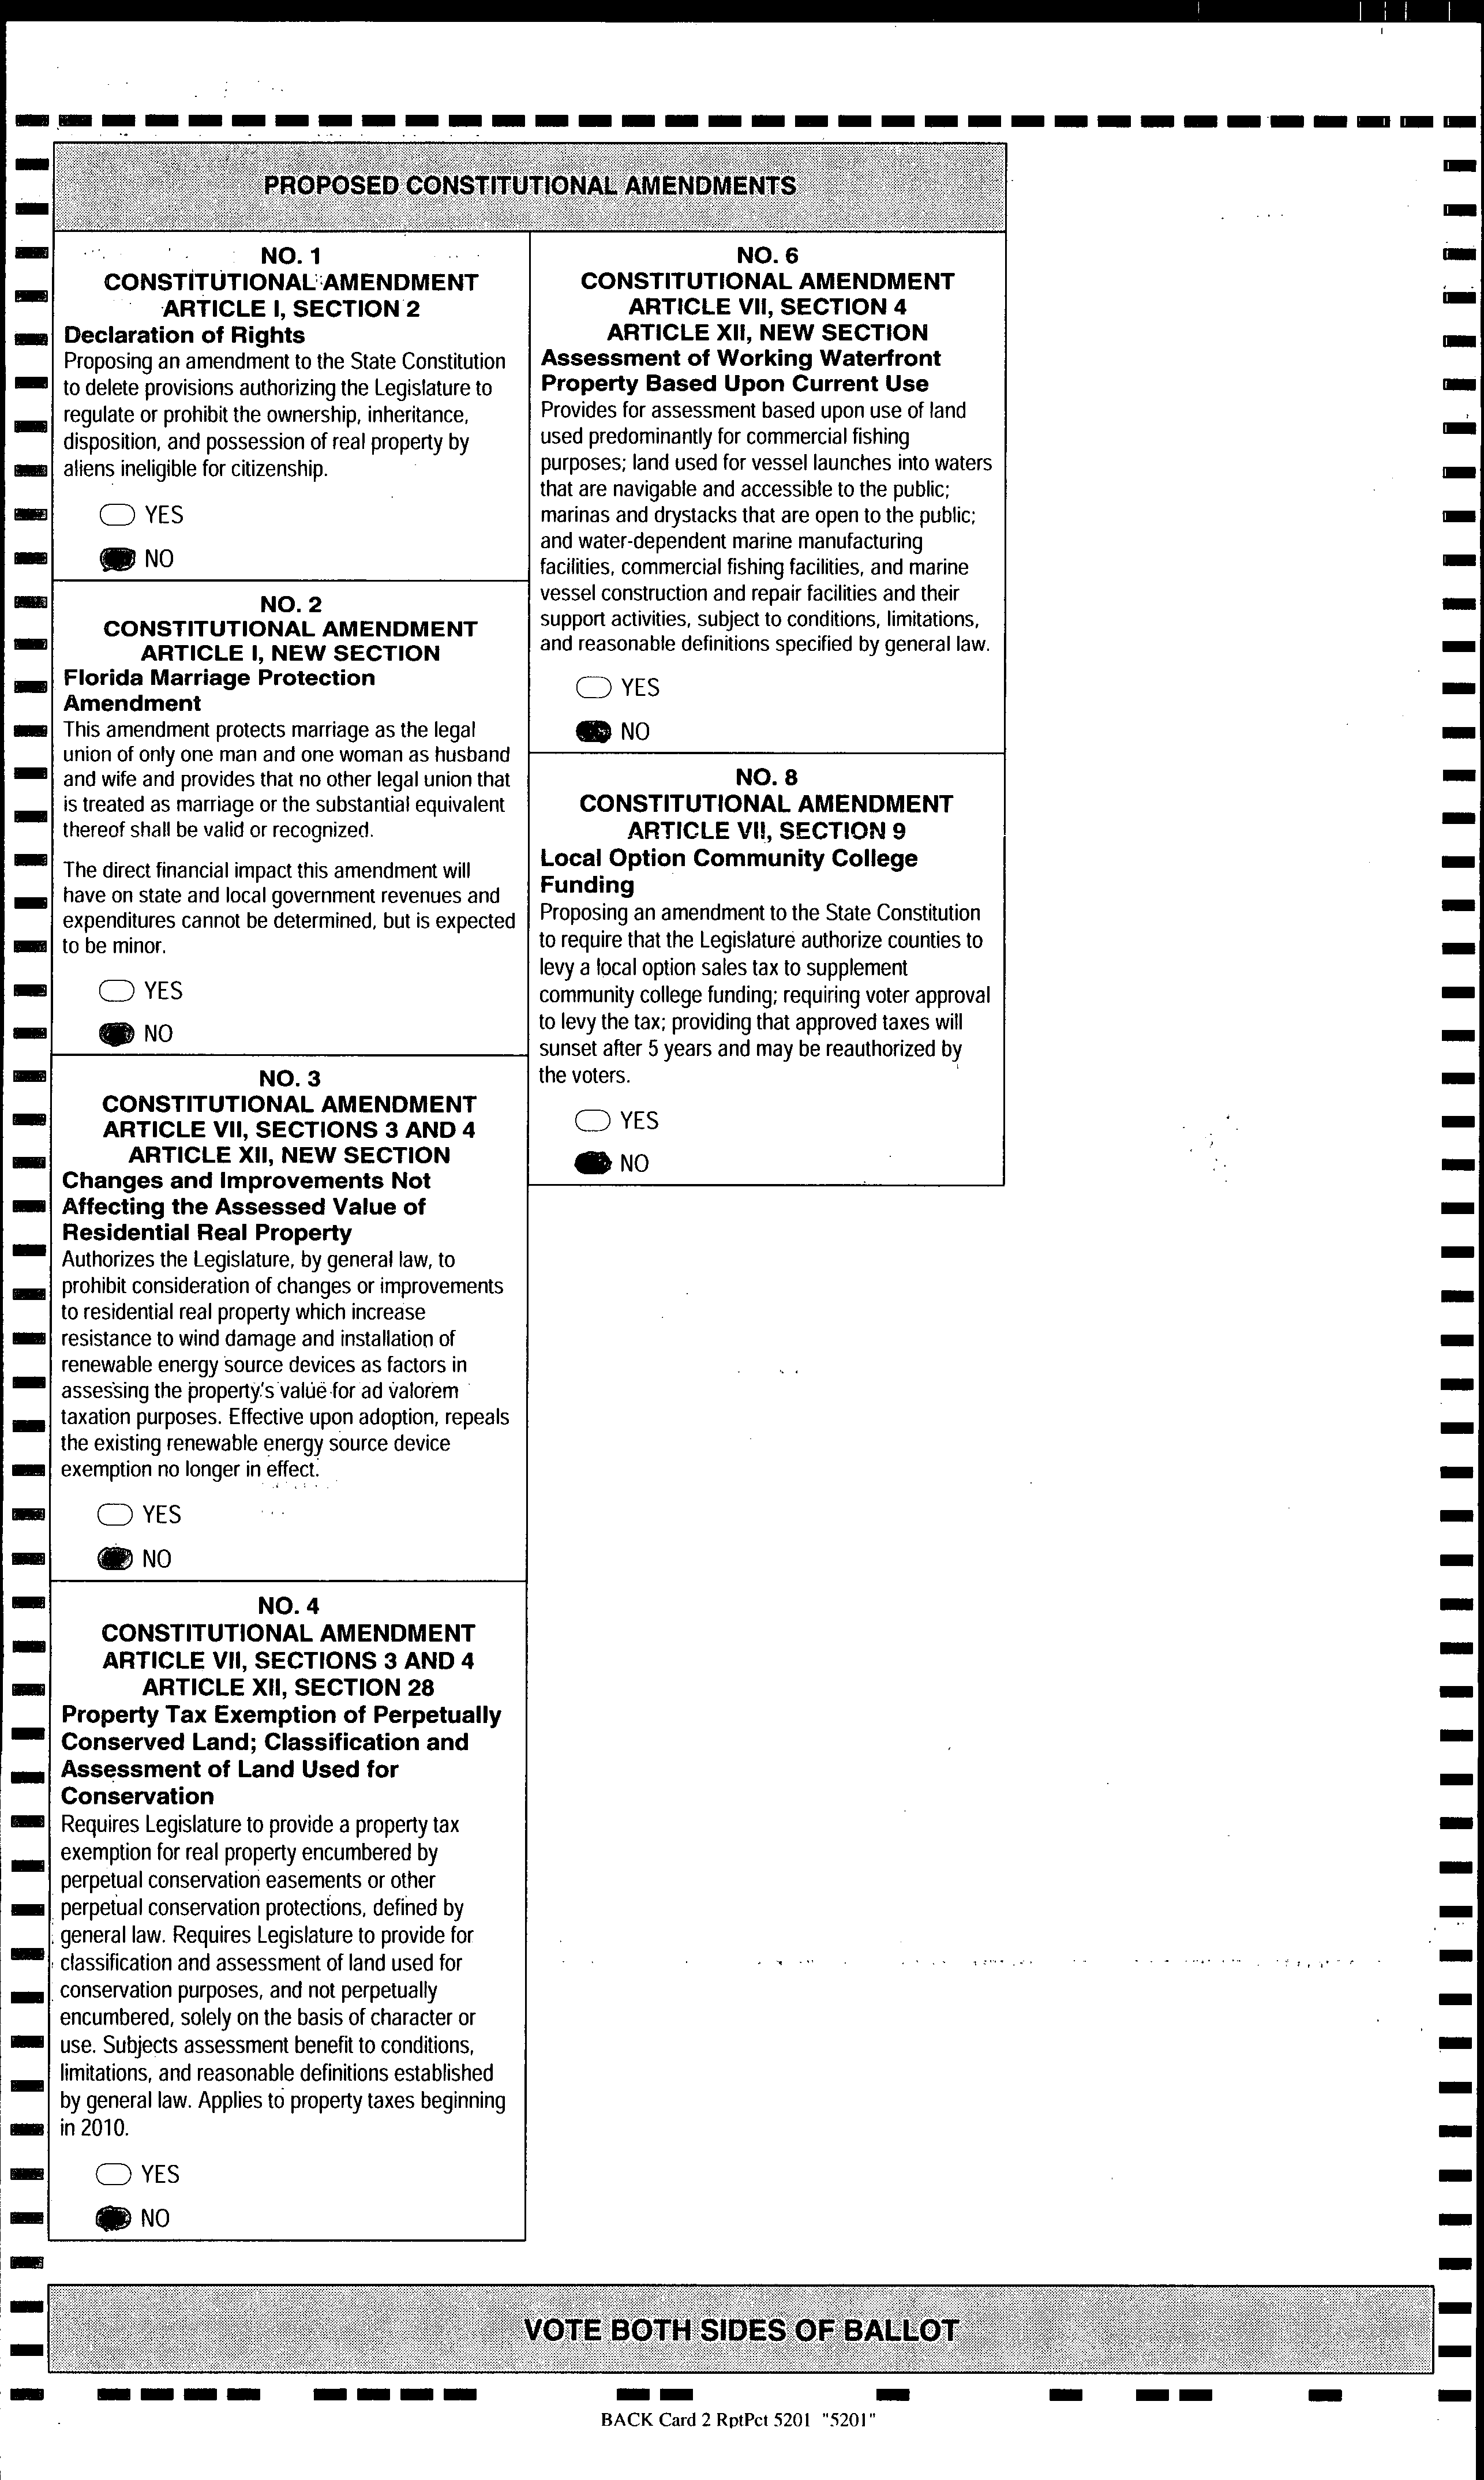 PROPOSED CONSTITUTIONAL AMENDMENTS
NO. 1
CONSTITUTIONAL AMENDMENT
ARTICLE I, SECTION 2
Declaration of Rights
Proposing an amendment to the State Constitution
to delete provisions authorizing the Legislature to
regulate or prohibit the ownership, inheritance,
disposition, and possession of real property by
aliens ineligible for citizenship.
YES
NO
NO. 2
CONSTITUTIONAL AMENDMENT
ARTICLE I, NEW SECTION
Florida Marriage Protection
Amendment
This amendment protects marriage as the legal
union of only one man and one woman as husband
and wife and provides that no other legal union that
is treated as marriage or the substantial equivalent
thereof shall be valid or recognized.
The direct financial impact this amendment will
have on state and local government revenues and
expenditures cannot be determined, but is expected
to be minor.
YES
NO
NO. 3
CONSTITUTIONAL AMENDMENT
ARTICLE VII, SECTIONS 3 AND 4
ARTICLE XII, NEW SECTION
Changes and Improvements Not
Affecting the Assessed Value of
Residential Real Property
Authorizes the Legislature, by general law, to
prohibit consideration of changes or improvements
to residential real property which increase
resistance to wind damage and installation of
renewable energy source devices as factors in
assessing the property's value for ad valorem
taxation purposes. Effective upon adoption, repeals
the existing renewable energy source device
exemption no longer in effect.
YES
NO
NO. 4
CONSTITUTIONAL AMENDMENT
ARTICLE VII, SECTIONS 3 AND 4
ARTICLE XII, SECTION 28
Property Tax Exemption of Perpetually
Conserved Land; Classification and
Assessment of Land Used for
Conservation
Requires Legislature to provide a property tax
exemption for real property encumbered by
perpetual conservation easements or other
perpetual conservation protections, defined by
general law. Requires Legislature to provide for
classification and assessment of land used for
conservation purposes, and not perpetually
encumbered, solely on the basis of character or
use. Subjects assessment benefit to conditions,
limitations, and reasonable definitions established
by general law. Applies to property taxes beginning
in 2010.
YES
NO
NO. 6
CONSTITUTIONAL AMENDMENT
ARTICLE VII, SECTION 4
ARTICLE XII, NEW SECTION
Assessment of Working Waterfront
Property Based Upon Current Use
Provides for assessment based upon use of land
used predominantly for commercial fishing
purposes; land used for vessel launches into waters
that are navigable and accessible to the public;
marinas and drystacks that are open to the public;
and water-dependent marine manufacturing
facilities, commercial fishing facilities, and marine
vessel construction and repair facilities and their
support activities, subject to conditions, limitations,
and reasonable definitions specified by general law.
YES
NO
NO. 8
CONSTITUTIONAL AMENDMENT
ARTICLE VII, SECTION 9
Local Option Community College
Funding
Proposing an amendment to the State Constitution
to require that the Legislature authorize counties to
levy a local option sales tax to supplement
community college funding; requiring voter approval
to levy the tax; providing that approved taxes will
sunset after 5 years and may be reauthorized by
the voters.
YES
NO
VOTE BOTH SIDES OF BALLOT
BACK Card 2 RptPct 5201 "5201"